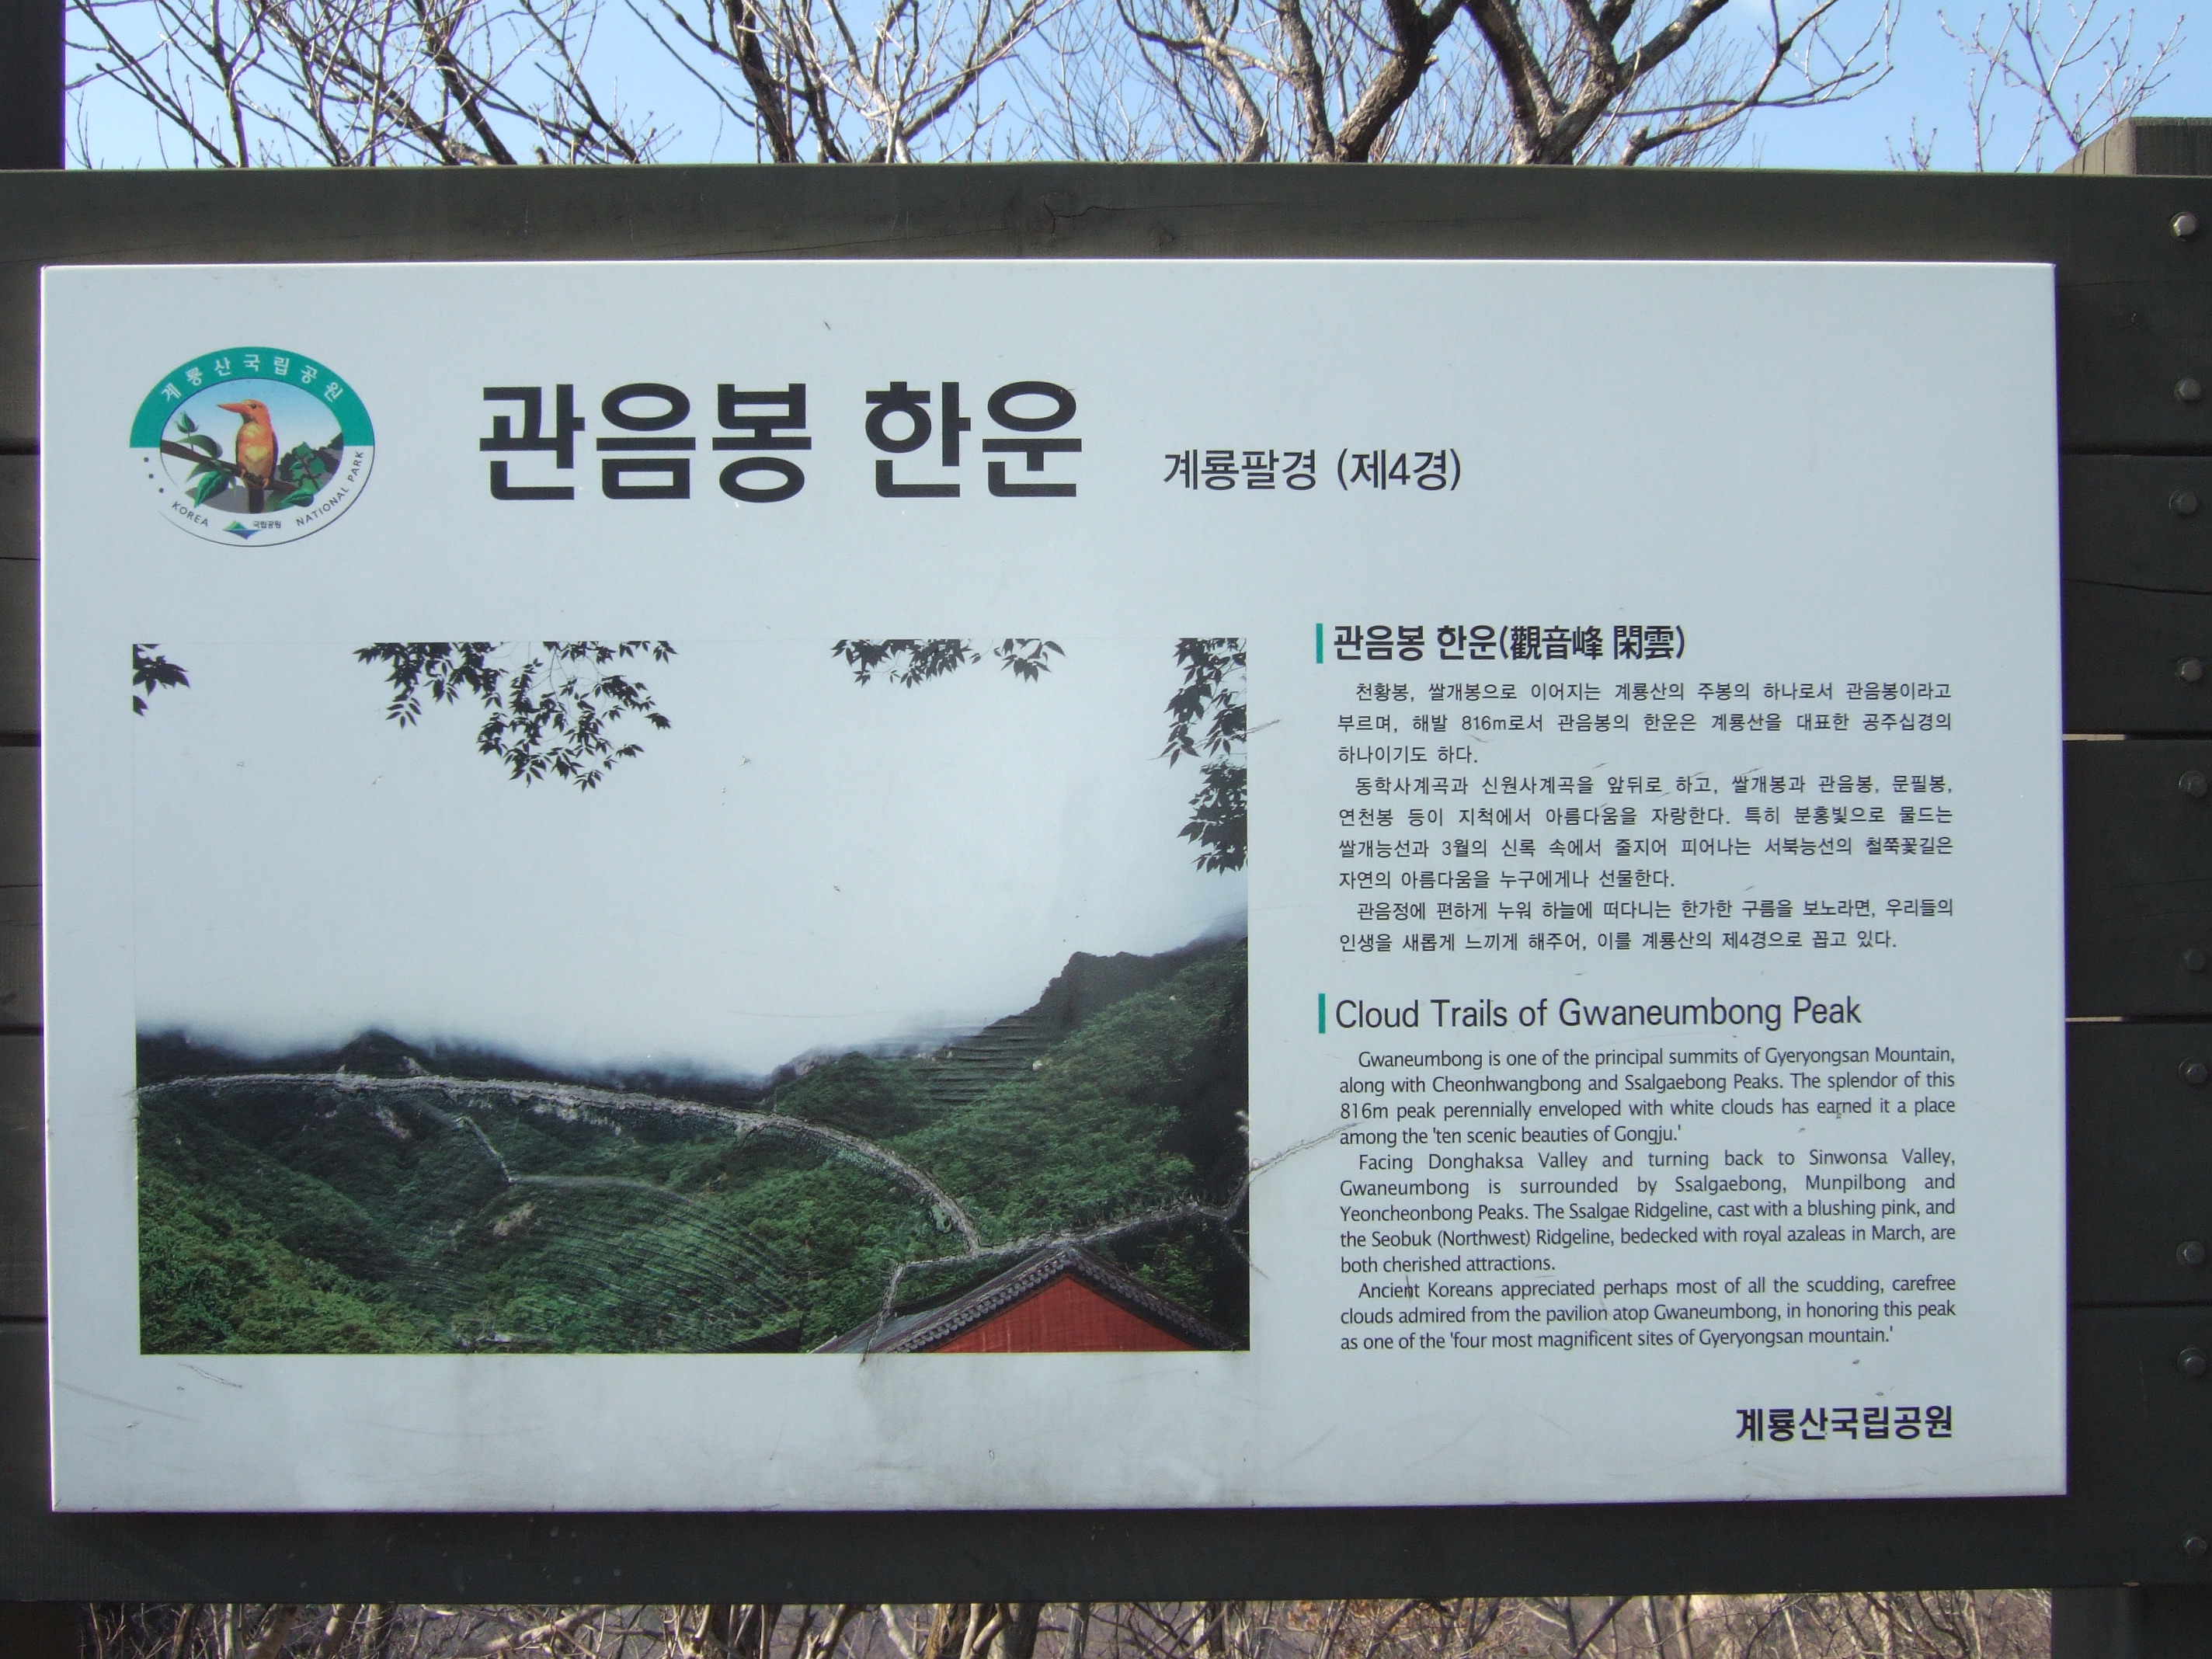 계룡산국립공원
KOREA NATIONAL PARK
국립공원
관음봉 한운 계룡팔경 (제4경)
관음봉 한운(觀音峰 閑雲)
천황봉, 쌀개봉으로 이어지는 계룡산의 주봉의 하나로서 관음봉이라고
부르며, 해발 816m로서 관음봉의 한운은 계룡산을 대표한 공주십경의
하나이기도 하다.
동학사계곡과 신원사계곡을 앞뒤로 하고, 쌀개봉과 관음봉, 문필봉,
연천봉 등이 지척에서 아름다움을 자랑한다. 특히 분홍빛으로 물드는
쌀개능선과 3월의 신록 속에서 줄지어 피어나는 서북능선의 철쭉꽃길은
자연의 아름다움을 누구에게나 선물한다.
관음정에 편하게 누워 하늘에 떠다니는 한가한 구름을 보노라면, 우리들의
인생을 새롭게 느끼게 해주어, 이를 계룡산의 제4경으로 꼽고 있다.
Cloud Trails of Gwaneumbong Peak
Gwaneumbong is one of the principal summits of Gyeryongsan Mountain,
along with Cheonhwangbong and Ssalgaebong Peaks. The splendor of this
816m peak perennially enveloped with white clouds has earned it a place
among the 'ten scenic beauties of Gongju.'
Facing Donghaksa Valley and turning back to Sinwonsa Valley,
Gwaneumbong is surrounded by Ssalgaebong, Munpilbong and
Yeoncheonbong Peaks. The Ssalgae Ridgeline, cast with a blushing pink, and
the Seobuk (Northwest) Ridgeline, bedecked with royal azaleas in March, are
both cherished attractions.
Ancient Koreans appreciated perhaps most of all the scudding, carefree
clouds admired from the pavilion atop Gwaneumbong, in honoring this peak
as one of the 'four most magnificent sites of Gyeryongsan mountain.'
계룡산국립공원